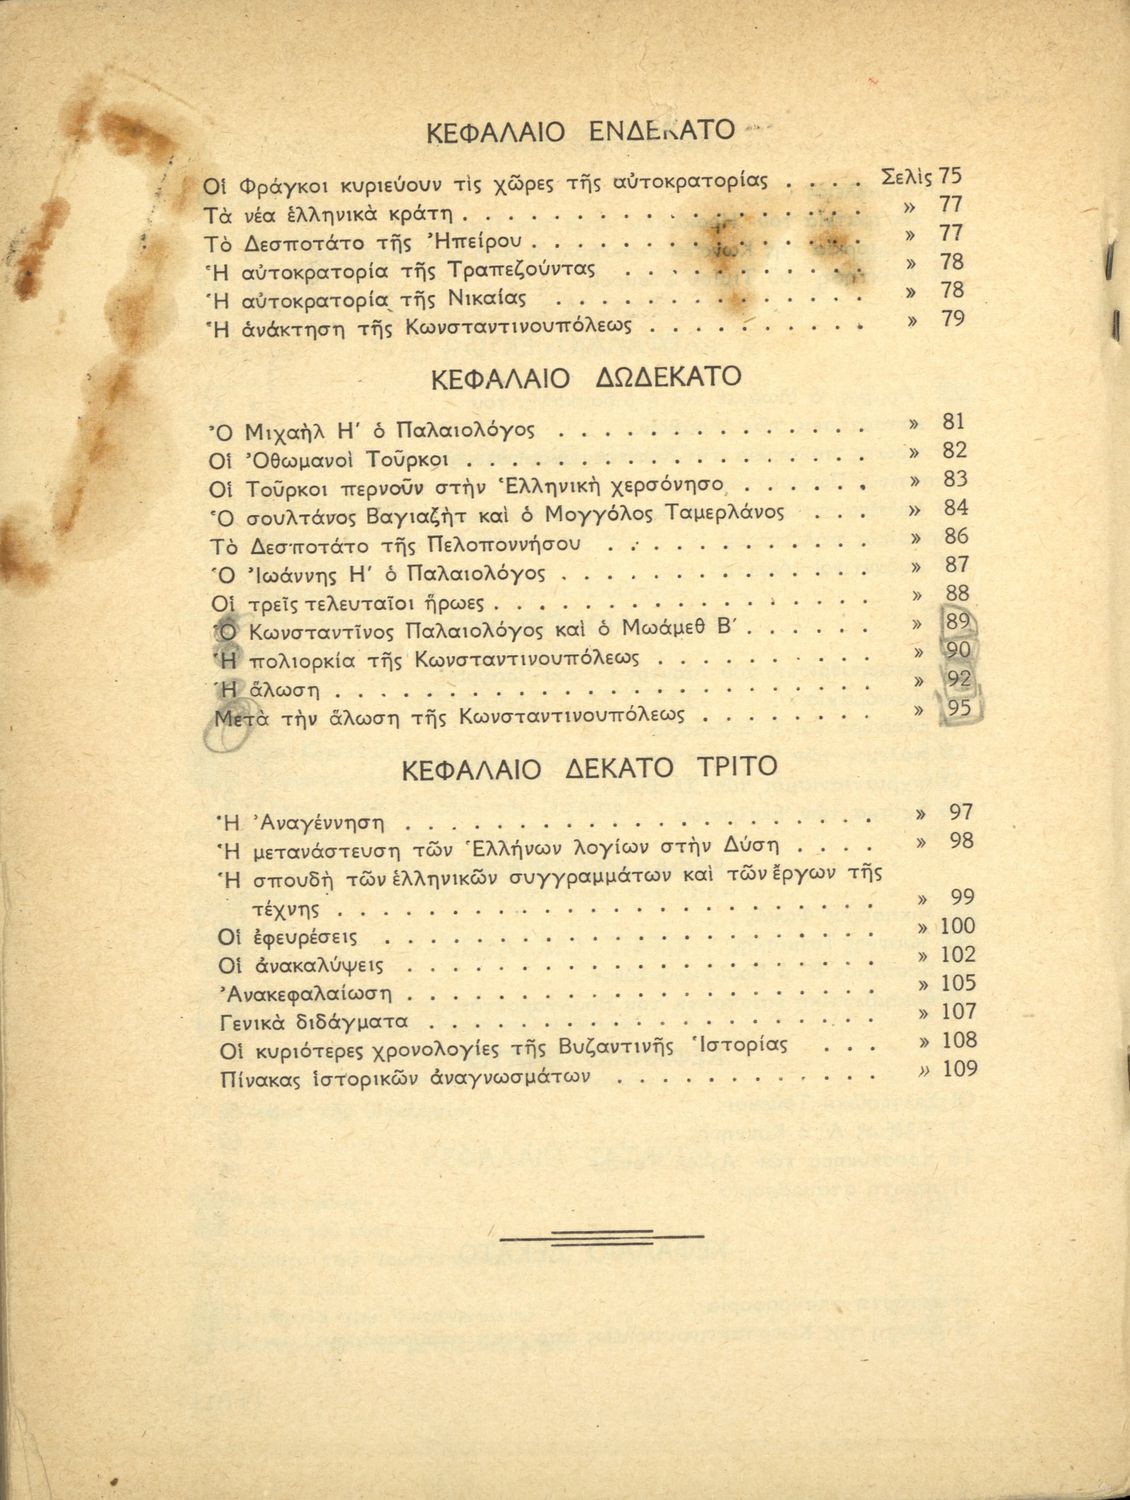 ΚΕΦΑΛΑΙΟ ΕΝΔΕΚΑΤΟ
Οἱ Φράγκοι κυριεύουν τὶς χῶρες τῆς αὐτοκρατορίας . . . . Σελὶς 75
Τὰ νέα ἑλληνικὰ κράτη . . . . . . . . . . . . . . . . . . » 77
Τὸ Δεσποτάτο τῆς Ἠπείρου . . . . . . . . . . . . . . . » 77
Ἡ αὐτοκρατορία τῆς Τραπεζούντας . . . . . . . . . . . » 78
Ἡ αὐτοκρατορία τῆς Νικαίας . . . . . . . . . . . . . . » 78
Ἡ ἀνάκτηση τῆς Κωνσταντινουπόλεως . . . . . . . . . . » 79
ΚΕΦΑΛΑΙΟ ΔΩΔΕΚΑΤΟ
Ὁ Μιχαὴλ Η′ ὁ Παλαιολόγος . . . . . . . . . . . . . . » 81
Οἱ Ὀθωμανοὶ Τοῦρκοι . . . . . . . . . . . . . . . . . . » 82
Οἱ Τοῦρκοι περνοῦν στὴν Ἑλληνικὴ χερσόνησο . . . . . . » 83
Ὁ σουλτάνος Βαγιαζὴτ καὶ ὁ Μογγόλος Ταμερλάνος . . . » 84
Τὸ Δεσποτάτο τῆς Πελοποννήσου . . . . . . . . . . . . » 86
Ὁ Ἰωάννης Η′ ὁ Παλαιολόγος . . . . . . . . . . . . . . » 87
Οἱ τρεῖς τελευταῖοι ἥρωες . . . . . . . . . . . . . . . . . » 88
Ὁ Κωνσταντῖνος Παλαιολόγος καὶ ὁ Μωάμεθ Β′ . . . . . . » 89
Ἡ πολιορκία τῆς Κωνσταντινουπόλεως . . . . . . . . . . » 90
Ἡ ἅλωση . . . . . . . . . . . . . . . . . . . . . . . . » 92
Μετὰ τὴν ἅλωση τῆς Κωνσταντινουπόλεως . . . . . . . . » 95
ΚΕΦΑΛΑΙΟ ΔΕΚΑΤΟ ΤΡΙΤΟ
Ἡ Ἀναγέννηση . . . . . . . . . . . . . . . . . . . . . » 97
Ἡ μετανάστευση τῶν Ἑλλήνων λογίων στὴν Δύση . . . . » 98
Ἡ σπουδὴ τῶν ἑλληνικῶν συγγραμμάτων καὶ τῶν ἔργων τῆς
τέχνης . . . . . . . . . . . . . . . . . . . . . . . . » 99
Οἱ ἐφευρέσεις . . . . . . . . . . . . . . . . . . . . . . » 100
Οἱ ἀνακαλύψεις . . . . . . . . . . . . . . . . . . . . . » 102
Ἀνακεφαλαίωση . . . . . . . . . . . . . . . . . . . . . » 105
Γενικὰ διδάγματα . . . . . . . . . . . . . . . . . . . . » 107
Οἱ κυριότερες χρονολογίες τῆς Βυζαντινῆς Ἱστορίας . . . » 108
Πίνακας ἱστορικῶν ἀναγνωσμάτων . . . . . . . . . . . . » 109